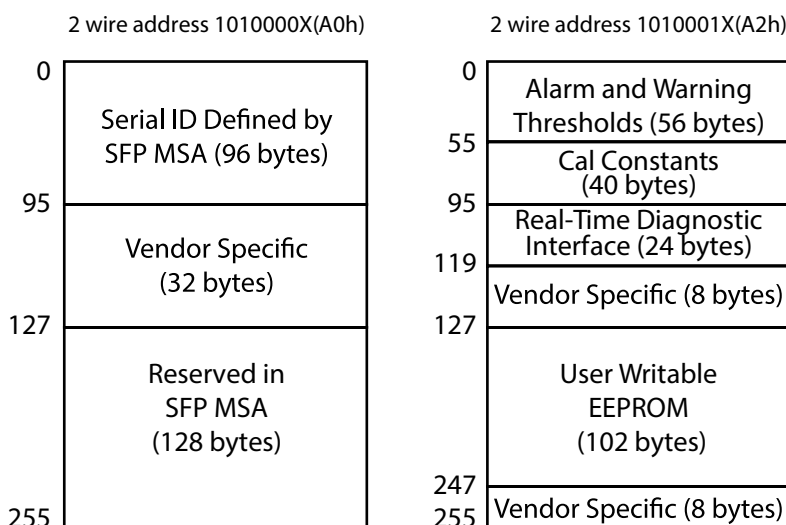 2 wire address 1010000X(A0h)
0
Serial ID Defined by
SFP MSA (96 bytes)
95
Vendor Specific
(32 bytes)
127
Reserved in
SFP MSA
(128 bytes)
255
2 wire address 1010001X(A2h)
0
Alarm and Warning
Thresholds (56 bytes)
55
Cal Constants
(40 bytes)
95
Real-Time Diagnostic
Interface (24 bytes)
119
Vendor Specific (8 bytes)
127
User Writable
EEPROM
(102 bytes)
247
Vendor Specific (8 bytes)
255